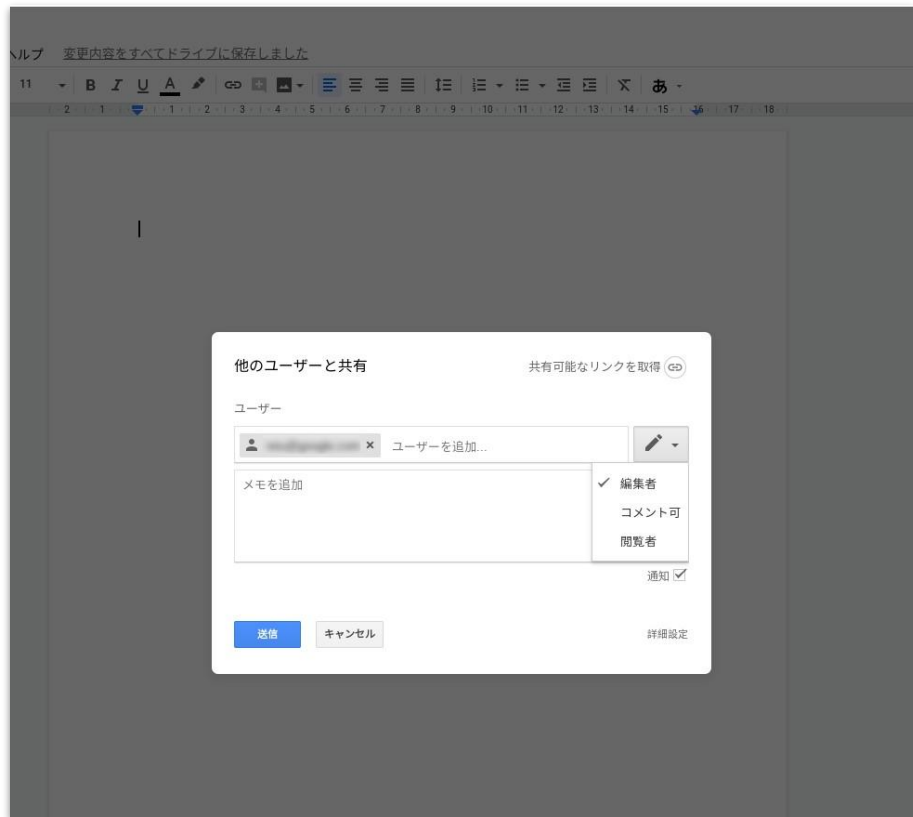 ヘルプ 変更内容をすべてドライブに保存しました
11 B I U A あ
2 1 1 2 3 4 5 6 7 8 9 10 11 12 13 14 15 16 17 18
他のユーザーと共有 共有可能なリンクを取得
ユーザー
ユーザーを追加...
メモを追加
編集者
コメント可
閲覧者
通知
送信 キャンセル 詳細設定